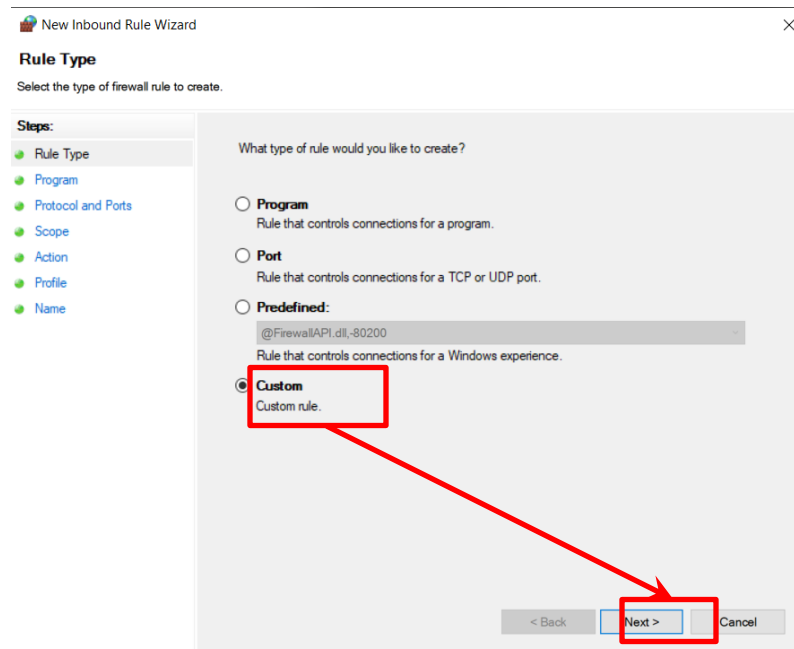 New Inbound Rule Wizard
Rule Type
Select the type of firewall rule to create.
Steps:
Rule Type
Program
Protocol and Ports
Scope
Action
Profile
Name
What type of rule would you like to create?
Program
Rule that controls connections for a program.
Port
Rule that controls connections for a TCP or UDP port.
Predefined:
@FirewallAPI.dll,-80200
Rule that controls connections for a Windows experience.
Custom
Custom rule.
< Back Next > Cancel